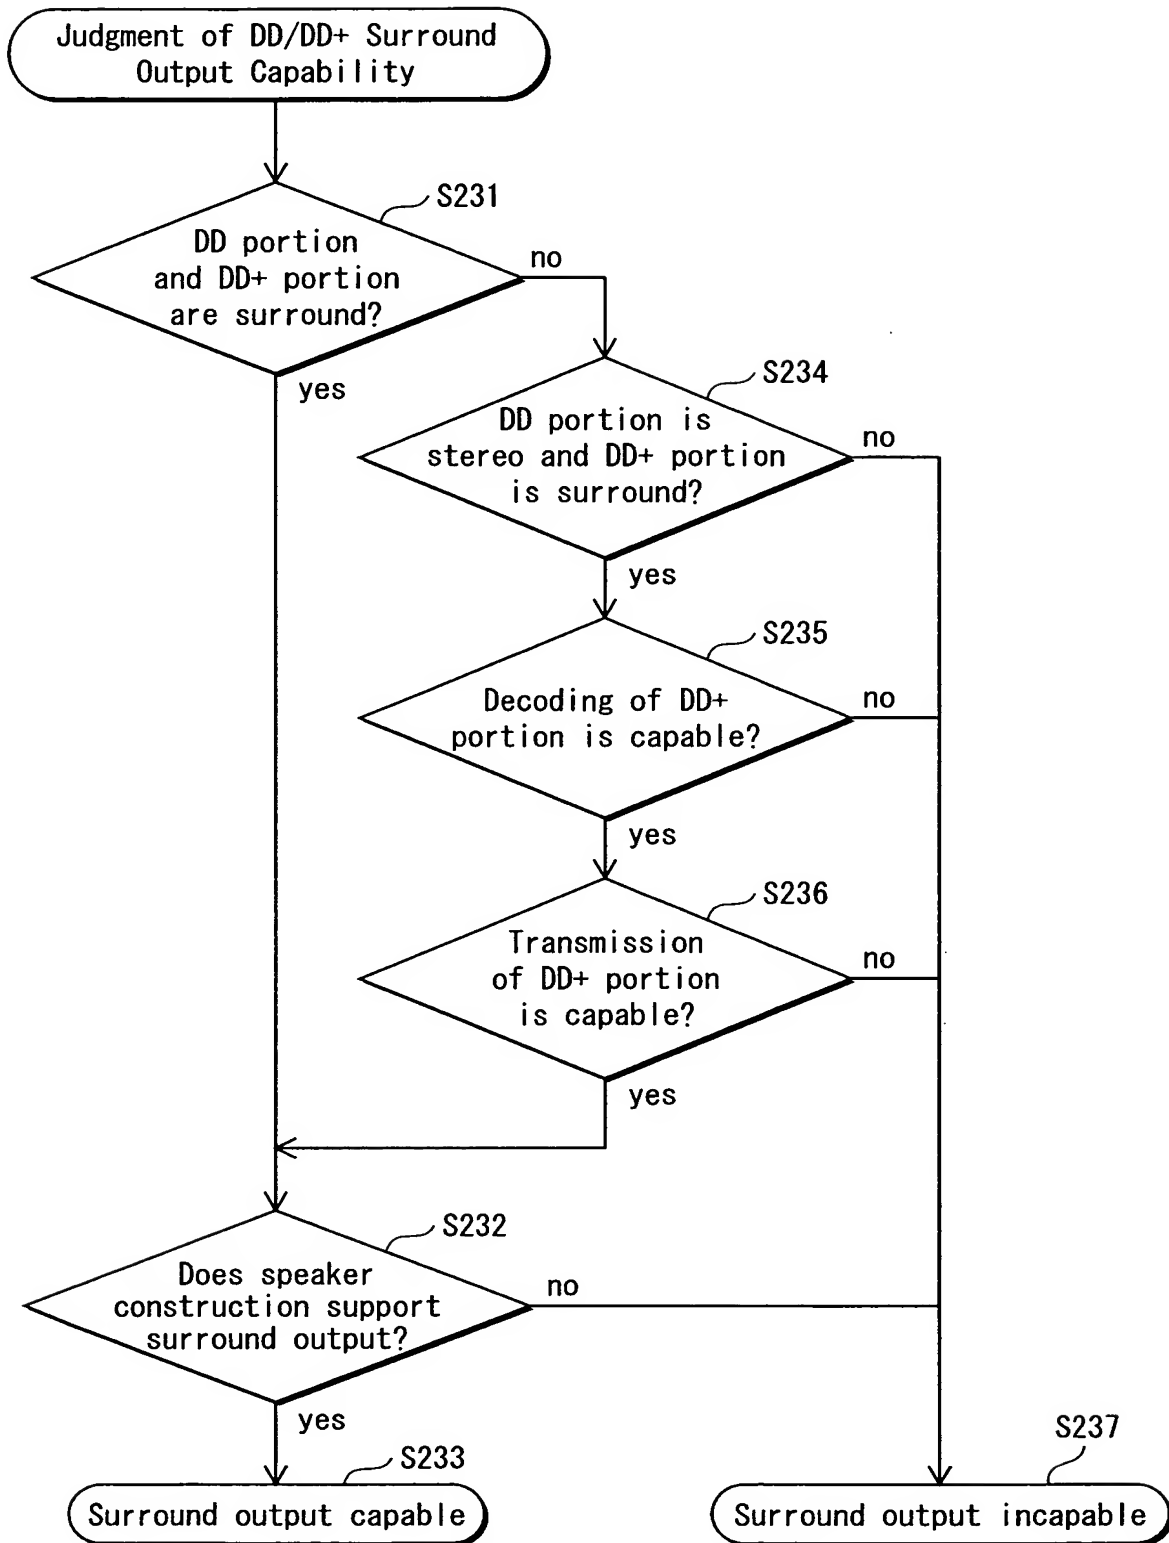 Judgment of DD/DD+ Surround
Output Capability
S231
DD portion
and DD+ portion
are surround?
no
yes
S234
DD portion is
stereo and DD+ portion
is surround?
no
yes
S235
Decoding of DD+
portion is capable?
no
yes
S236
Transmission
of DD+ portion
is capable?
no
yes
S232
Does speaker
construction support
surround output?
no
yes
S233
Surround output capable
S237
Surround output incapable